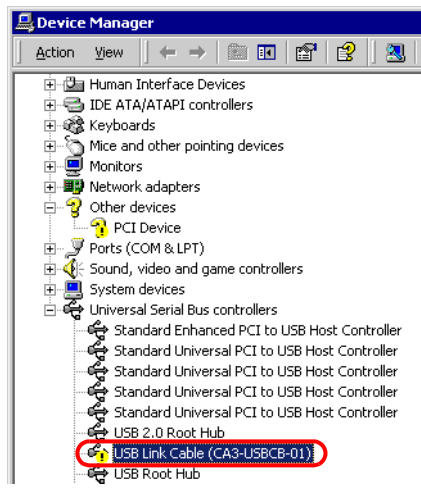 Device Manager
Action View
Human Interface Devices
IDE ATA/ATAPI controllers
Keyboards
Mice and other pointing devices
Monitors
Network adapters
Other devices
PCI Device
Ports (COM & LPT)
Sound, video and game controllers
System devices
Universal Serial Bus controllers
Standard Enhanced PCI to USB Host Controller
Standard Universal PCI to USB Host Controller
Standard Universal PCI to USB Host Controller
Standard Universal PCI to USB Host Controller
Standard Universal PCI to USB Host Controller
USB 2.0 Root Hub
USB Link Cable (CA3-USBCB-01)
USB Root Hub